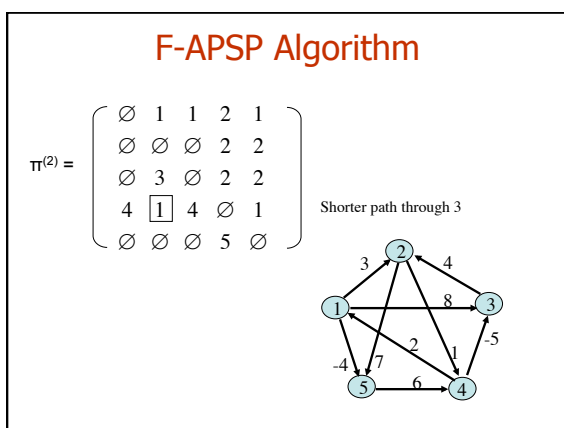 F-APSP Algorithm
∅ 1 1 2 1
∅ ∅ ∅ 2 2
π(2) =
∅ 3 ∅ 2 2
4 1 4 ∅ 1
Shorter path through 3
∅ ∅ ∅ 5 ∅
2
3
4
1
8
3
2
-5
-4
7
1
5
6
4